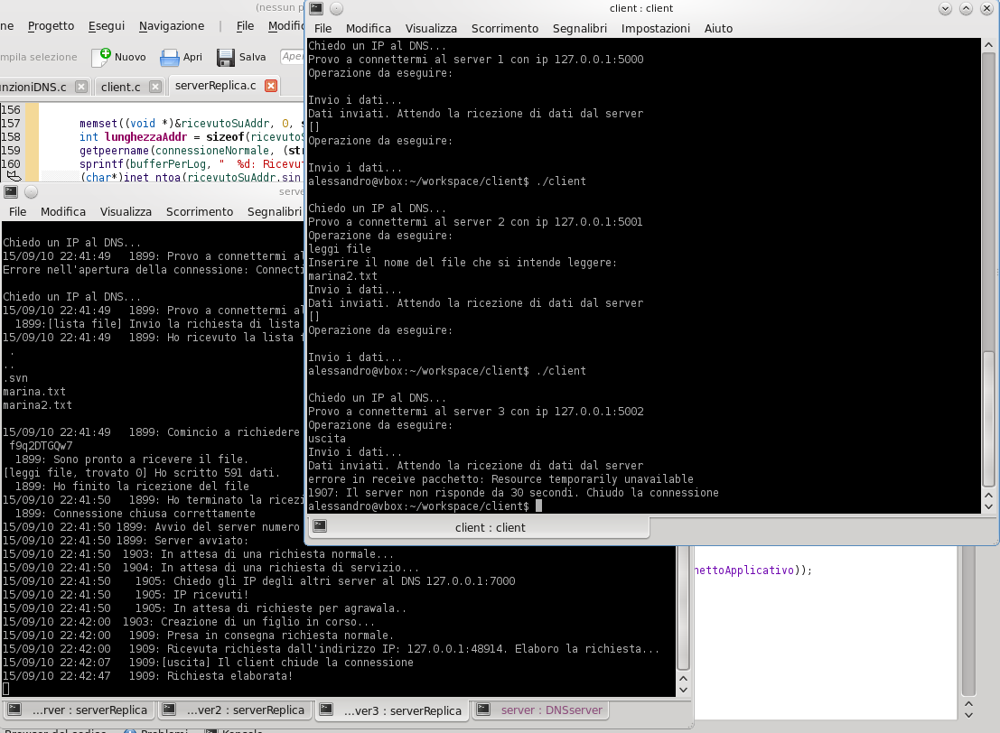 (nessun p
ne Progetto Esegui Navigazione File Modific
mpila selezione Nuovo Apri Salva Aper
nzioniDNS.c client.c serverReplica.c
156
157 memset((void *)&ricevutoSuAddr, 0, s
158 int lunghezzaAddr = sizeof(ricevutoS
159 getpeername(connessioneNormale, (str
160 sprintf(bufferPerLog, " %d: Ricevut
(char*)inet_ntoa(ricevutoSuAddr.sin
client : client
File Modifica Visualizza Scorrimento Segnalibri Impostazioni Aiuto
Chiedo un IP al DNS...
Provo a connettermi al server 1 con ip 127.0.0.1:5000
Operazione da eseguire:
Invio i dati...
Dati inviati. Attendo la ricezione di dati dal server
[]
Operazione da eseguire:
Invio i dati...
alessandro@vbox:~/workspace/client$ ./client
Chiedo un IP al DNS...
Provo a connettermi al server 2 con ip 127.0.0.1:5001
Operazione da eseguire:
leggi file
Inserire il nome del file che si intende leggere:
marina2.txt
Invio i dati...
Dati inviati. Attendo la ricezione di dati dal server
[]
Operazione da eseguire:
Invio i dati...
alessandro@vbox:~/workspace/client$ ./client
Chiedo un IP al DNS...
Provo a connettermi al server 3 con ip 127.0.0.1:5002
Operazione da eseguire:
uscita
Invio i dati...
Dati inviati. Attendo la ricezione di dati dal server
errore in receive pacchetto: Resource temporarily unavailable
1907: Il server non risponde da 30 secondi. Chiudo la connessione
alessandro@vbox:~/workspace/client$
client : client
serve
File Modifica Visualizza Scorrimento Segnalibri
Chiedo un IP al DNS...
15/09/10 22:41:49 1899: Provo a connettermi al
Errore nell'apertura della connessione: Connecti
Chiedo un IP al DNS...
15/09/10 22:41:49 1899: Provo a connettermi al
1899:[lista file] Invio la richiesta di lista
15/09/10 22:41:49 1899: Ho ricevuto la lista f
.
..
.svn
marina.txt
marina2.txt
15/09/10 22:41:49 1899: Comincio a richiedere
f9q2DTGQw7
1899: Sono pronto a ricevere il file.
[leggi file, trovato 0] Ho scritto 591 dati.
1899: Ho finito la ricezione del file
15/09/10 22:41:50 1899: Ho terminato la ricezi
1899: Connessione chiusa correttamente
15/09/10 22:41:50 1899: Avvio del server numero
15/09/10 22:41:50 1899: Server avviato:
15/09/10 22:41:50 1903: In attesa di una richiesta normale...
15/09/10 22:41:50 1904: In attesa di una richiesta di servizio...
15/09/10 22:41:50 1905: Chiedo gli IP degli altri server al DNS 127.0.0.1:7000
15/09/10 22:41:50 1905: IP ricevuti!
15/09/10 22:41:50 1905: In attesa di richieste per agrawala..
15/09/10 22:42:00 1903: Creazione di un figlio in corso...
15/09/10 22:42:00 1909: Presa in consegna richiesta normale.
15/09/10 22:42:00 1909: Ricevuta richiesta dall'indirizzo IP: 127.0.0.1:48914. Elaboro la richiesta...
15/09/10 22:42:07 1909:[uscita] Il client chiude la connessione
15/09/10 22:42:47 1909: Richiesta elaborata!
...rver : serverReplica ...ver2 : serverReplica ...ver3 : serverReplica server : DNSserver
nettoApplicativo));